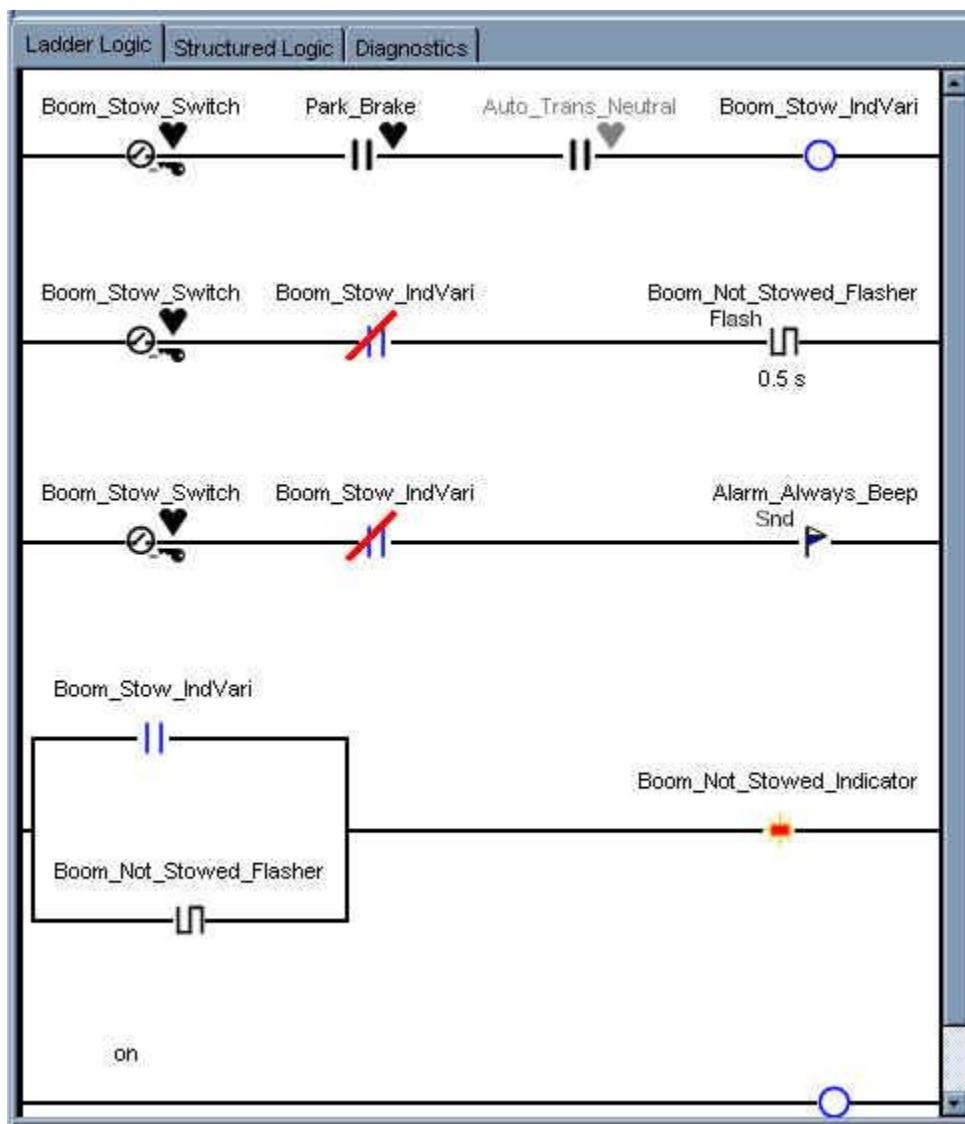 Ladder Logic Structured Logic Diagnostics
Boom_Stow_Switch Park_Brake Auto_Trans_Neutral Boom_Stow_IndVari
Boom_Stow_Switch Boom_Stow_IndVari Boom_Not_Stowed_Flasher
Flash
0.5 s
Boom_Stow_Switch Boom_Stow_IndVari Alarm_Always_Beep
Snd
Boom_Stow_IndVari
Boom_Not_Stowed_Indicator
Boom_Not_Stowed_Flasher
on